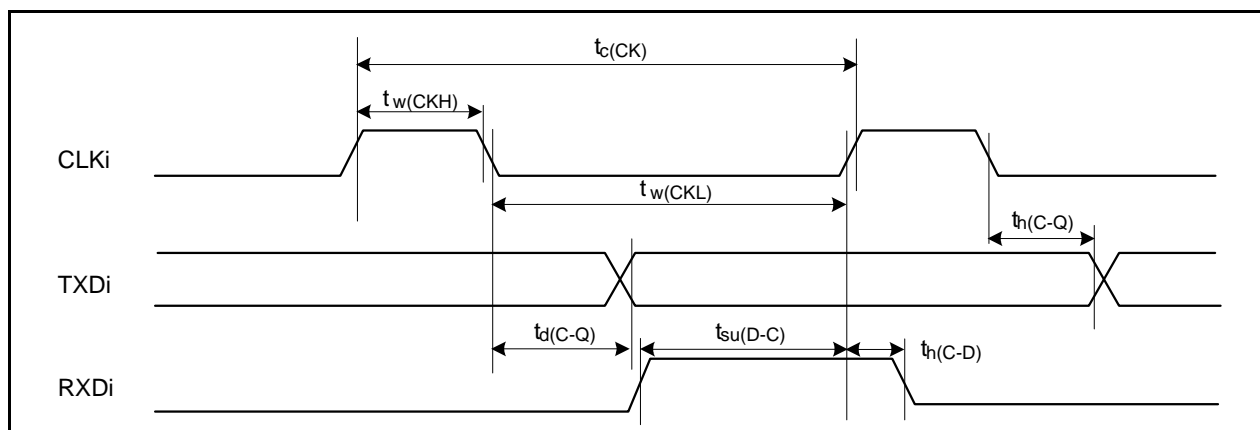 tc(CK)
tw(CKH)
CLKi
tw(CKL)
th(C-Q)
TXDi
td(C-Q)
tsu(D-C)
th(C-D)
RXDi